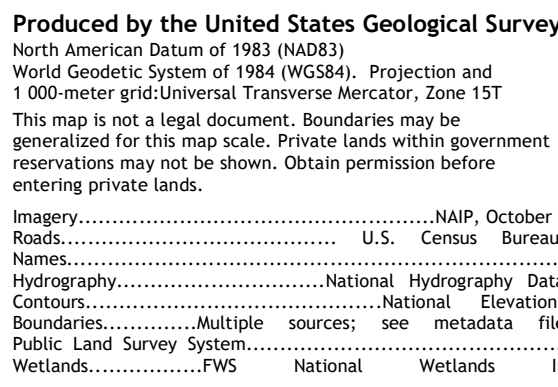 Produced by the United States Geological Survey
North American Datum of 1983 (NAD83)
World Geodetic System of 1984 (WGS84).  Projection and
1 000-meter grid:Universal Transverse Mercator, Zone 15T
This map is not a legal document. Boundaries may be
generalized for this map scale. Private lands within government
reservations may not be shown. Obtain permission before
entering private lands.
Imagery.....................................................NAIP, October
Roads......................................... U.S. Census Bureau
Names..........................................................................
Hydrography...............................National Hydrography Data
Contours............................................National Elevation
Boundaries..............Multiple sources; see metadata file
Public Land Survey System...............................................
Wetlands.................FWS National Wetlands I